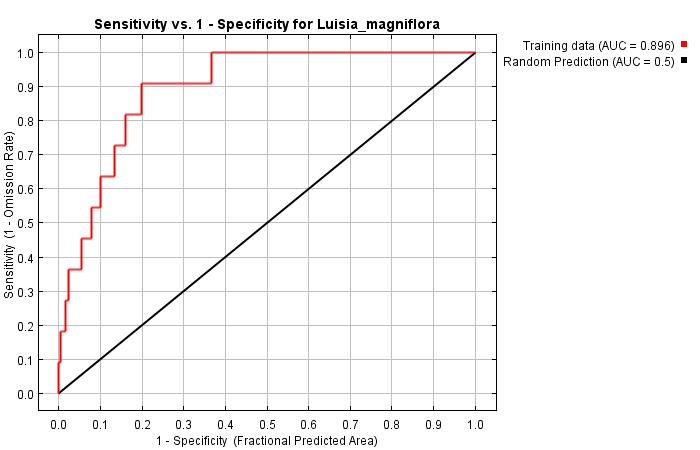 Sensitivity vs. 1 - Specificity for Luisia_magniflora
Training data (AUC = 0.896)
Random Prediction (AUC = 0.5)
Sensitivity (1 - Omission Rate)
1.0
0.9
0.8
0.7
0.6
0.5
0.4
0.3
0.2
0.1
0.0
0.0 0.1 0.2 0.3 0.4 0.5 0.6 0.7 0.8 0.9 1.0
1 - Specificity (Fractional Predicted Area)